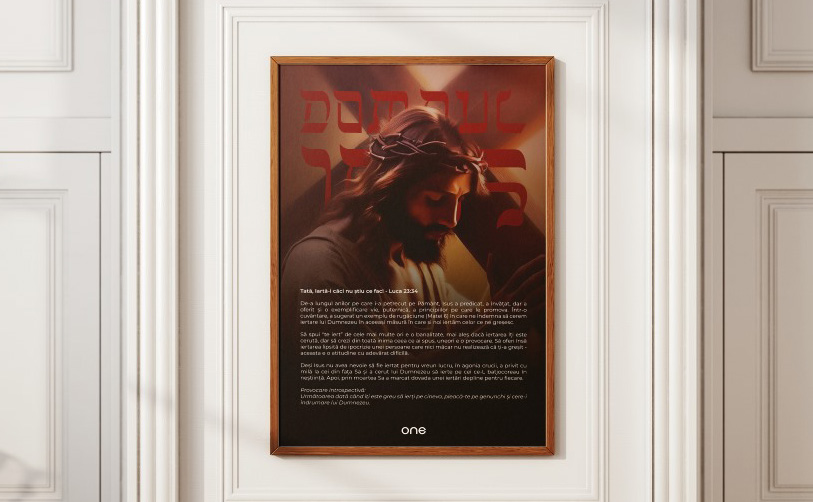 DOMNUL
Tată, Iartă-i căci nu știu ce fac! - Luca 23:34
De-a lungul anilor pe care i-a petrecut pe Pământ, Isus a predicat, a învățat, dar a
oferit și o exemplificare vie, puternică, a principiilor pe care le promova. Într-o
cuvântare, a sugerat un exemplu de rugăciune (Matei 6) în care ne îndemna să cerem
iertare lui Dumnezeu în aceeași măsură în care și noi iertăm celor ce ne greșesc.
Să spui "te iert" de cele mai multe ori e o banalitate, mai ales dacă iertarea îți este
cerută, dar să crezi din toată inima ceea ce ai spus, uneori e o provocare. Să oferi însă
iertarea lipsită de ipocrizie unei persoane care nici măcar nu realizează că ți-a greșit -
aceasta e o atitudine cu adevărat dificilă.
Deși Isus nu avea nevoie să fie iertat pentru vreun lucru, în agonia crucii, a privit cu
milă la cei din fața Sa și a cerut lui Dumnezeu să ierte pe cei ce-L batjocoreau în
neștiință. Apoi, prin moartea Sa a marcat dovada unei iertări depline pentru fiecare.
Provocare introspectivă:
Următoarea dată când îți este greu să ierți pe cineva, pleacă-te pe genunchi și cere-i
îndrumare lui Dumnezeu.
one